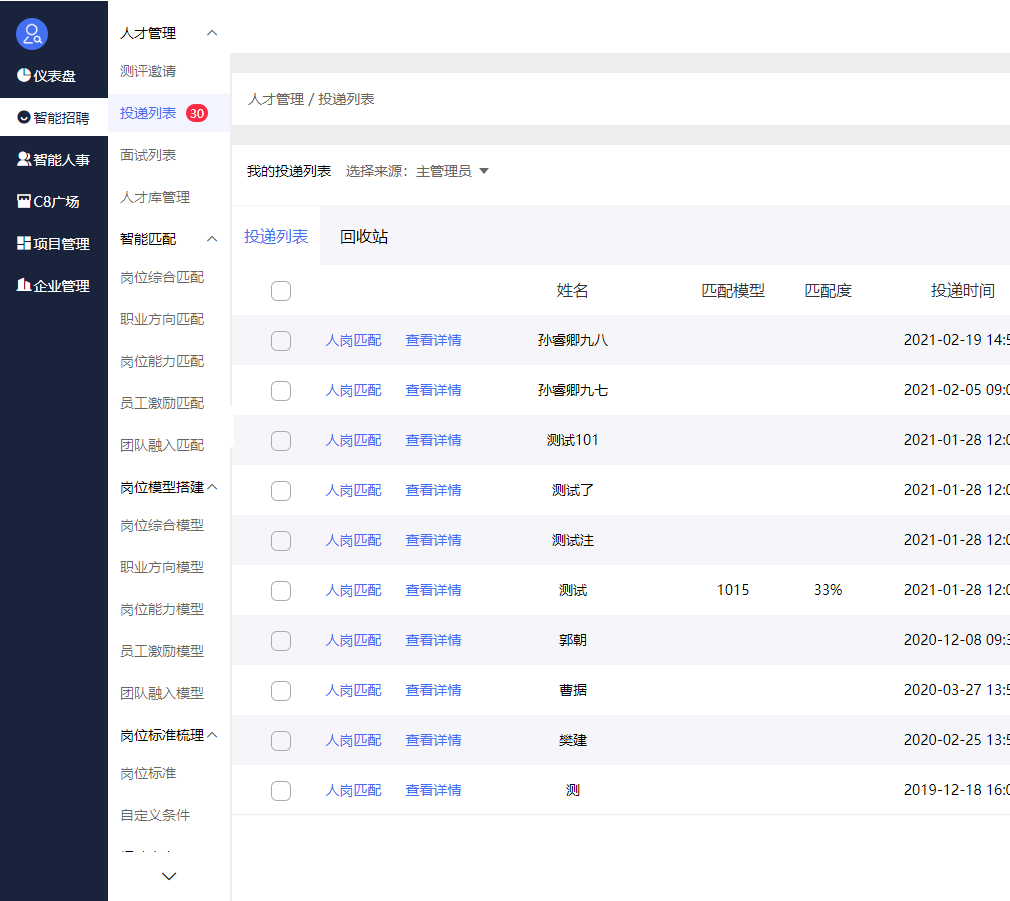 仪表盘
智能招聘
智能人事
C8广场
项目管理
企业管理
人才管理
测评邀请
投递列表 30
面试列表
人才库管理
智能匹配
岗位综合匹配
职业方向匹配
岗位能力匹配
员工激励匹配
团队融入匹配
岗位模型搭建
岗位综合模型
职业方向模型
岗位能力模型
员工激励模型
团队融入模型
岗位标准梳理
岗位标准
自定义条件
人才管理 / 投递列表
我的投递列表 选择来源：主管理员
投递列表 回收站
姓名 匹配模型 匹配度 投递时间
人岗匹配 查看详情 孙睿卿九八 2021-02-19 14:5
人岗匹配 查看详情 孙睿卿九七 2021-02-05 09:0
人岗匹配 查看详情 测试101 2021-01-28 12:0
人岗匹配 查看详情 测试了 2021-01-28 12:0
人岗匹配 查看详情 测试注 2021-01-28 12:0
人岗匹配 查看详情 测试 1015 33% 2021-01-28 12:0
人岗匹配 查看详情 郭朝 2020-12-08 09:3
人岗匹配 查看详情 曹据 2020-03-27 13:5
人岗匹配 查看详情 樊建 2020-02-25 13:5
人岗匹配 查看详情 测 2019-12-18 16:0